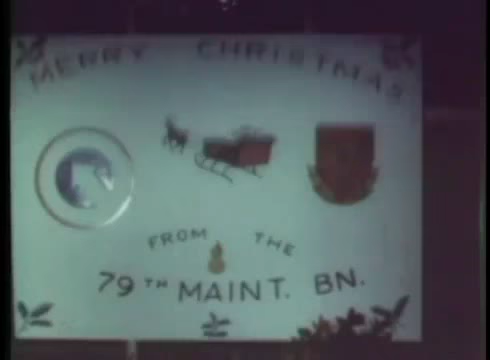 MERRY CHRISTMAS
FROM THE
79TH MAINT. BN.